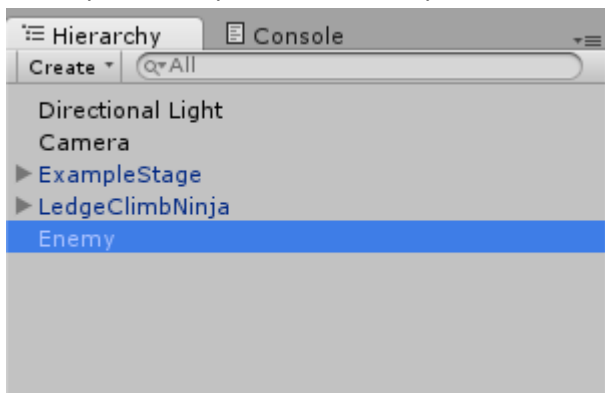 Hierarchy Console
Create All
Directional Light
Camera
ExampleStage
LedgeClimbNinja
Enemy